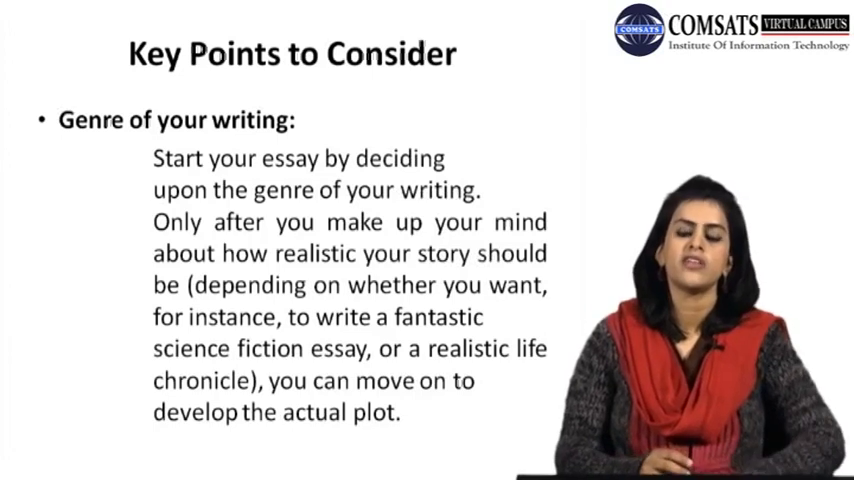 COMSATS VIRTUAL CAMPUS
COMSATS
Institute Of Information Technology
Key Points to Consider
• Genre of your writing:
Start your essay by deciding
upon the genre of your writing.
Only after you make up your mind
about how realistic your story should
be (depending on whether you want,
for instance, to write a fantastic
science fiction essay, or a realistic life
chronicle), you can move on to
develop the actual plot.